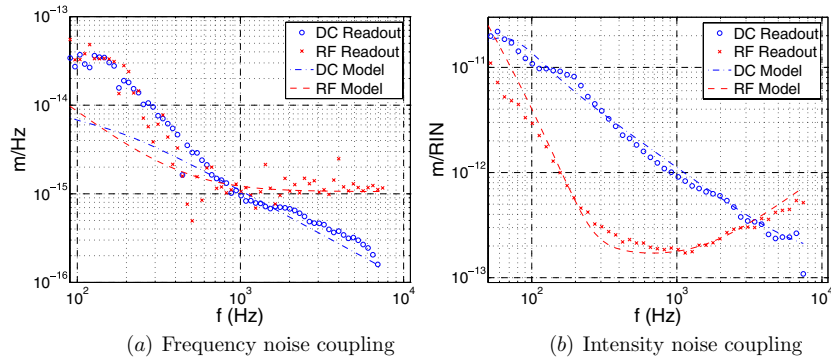 10⁻¹³
10⁻¹⁴
10⁻¹⁵
10⁻¹⁶
m/Hz
10²
10³
10⁴
f (Hz)
DC Readout
RF Readout
DC Model
RF Model
(a) Frequency noise coupling
10⁻¹¹
10⁻¹²
10⁻¹³
m/RIN
10²
10³
10⁴
f (Hz)
DC Readout
RF Readout
DC Model
RF Model
(b) Intensity noise coupling